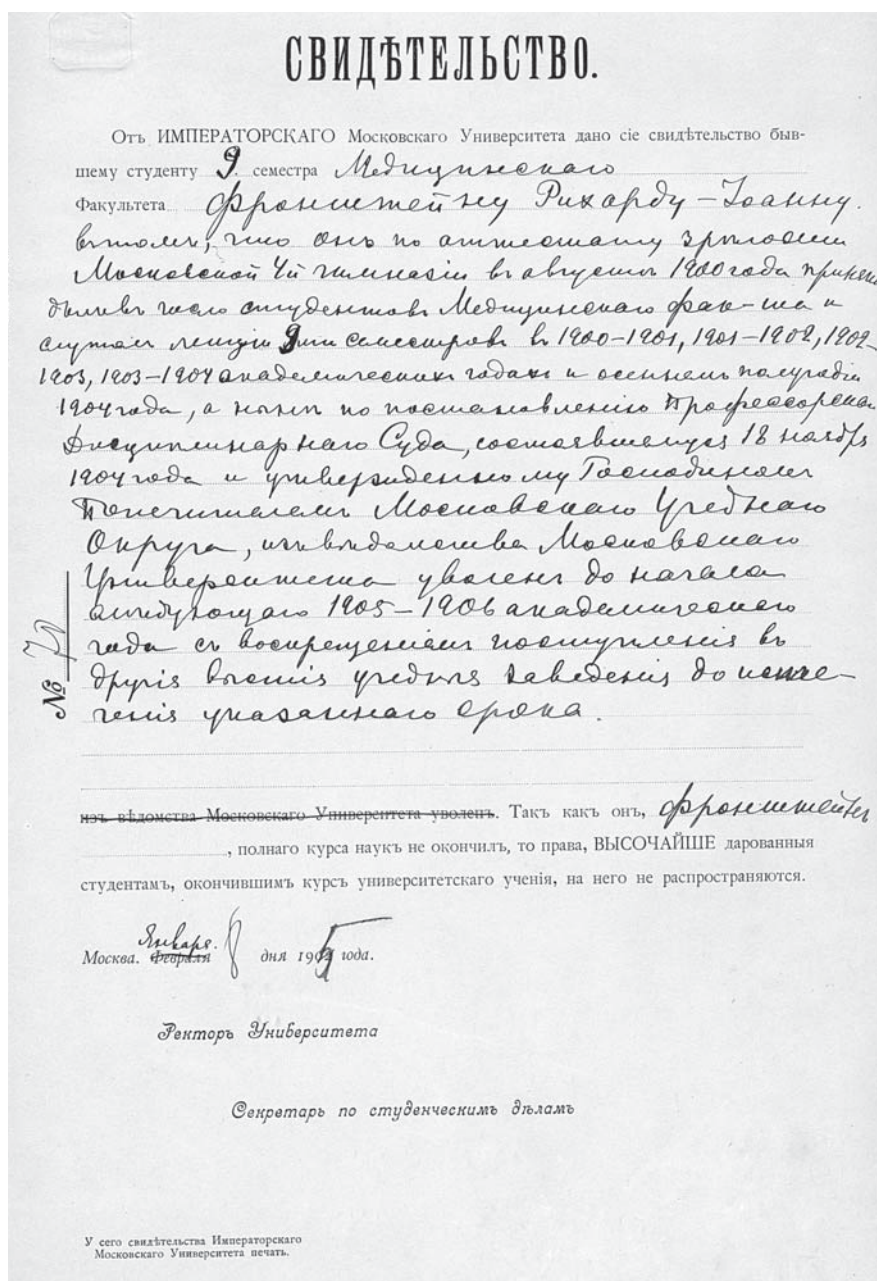 СВИДѢТЕЛЬСТВО.
Отъ ИМПЕРАТОРСКАГО Московскаго Университета дано сіе свидѣтельство быв-
шему студенту 9. семестра Медицинскаго
Факультета Фронштейну Рихарду-Іоанну.
въ томъ, что онъ по аттестату зрѣлости
Московской 4й гимназіи въ августѣ 1900 года принятъ
былъ въ число студентовъ Медицинскаго фак-та и
слушалъ лекціи 9ти семестровъ въ 1900-1901, 1901-1902, 1902-
1903, 1903-1904 академическихъ годахъ и осеннемъ полугодіи
1904 года, а нынѣ по постановленію Профессорскаго
Дисциплинарнаго Суда, состоявшемуся 18 ноября
1904 года и утвержденному Господиномъ
Попечителемъ Московскаго Учебнаго
Округа, изъ вѣдомства Московскаго
Университета уволенъ до начала
1905-1906 академическаго
года съ воспрещеніемъ поступленія въ
другія высшія учебныя заведенія до исте-
ченія указаннаго срока.
№ 70
изъ вѣдомства Московскаго Университета уволенъ. Такъ какъ онъ, Фронштейнъ
, полнаго курса наукъ не окончилъ, то права, ВЫСОЧАЙШЕ дарованныя
студентамъ, окончившимъ курсъ университетскаго ученія, на него не распространяются.
Января.
Москва. Февраля 8 дня 1905 года.
Ректоръ Университета
Секретарь по студенческимъ дѣламъ
У сего свидѣтельства Императорскаго
Московскаго Университета печать.